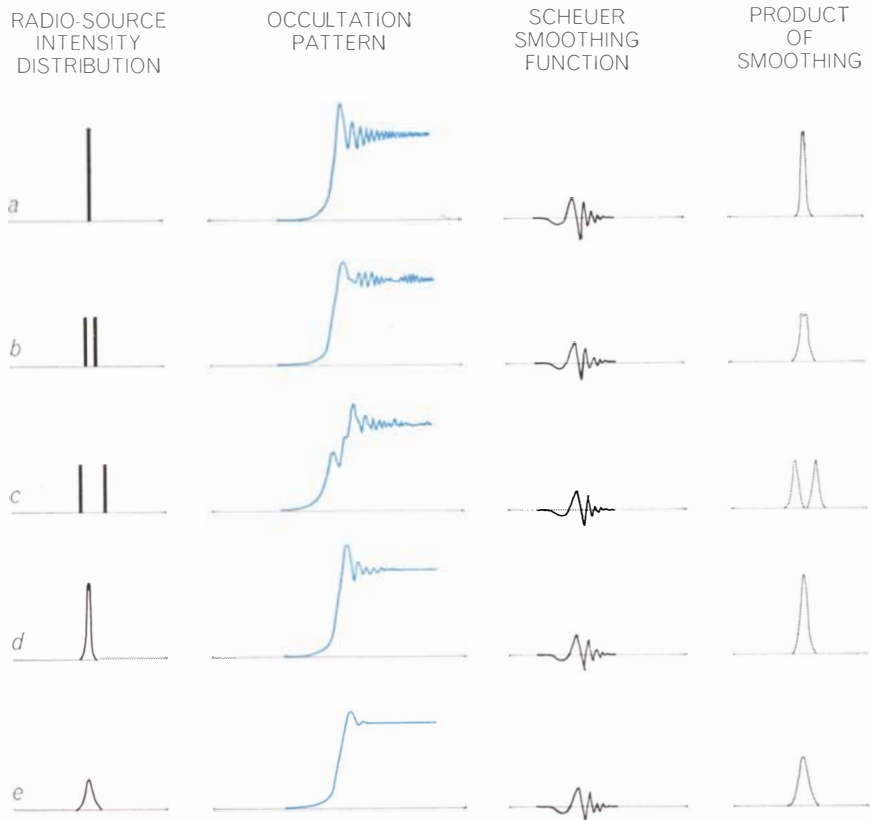 RADIO-SOURCE
INTENSITY
DISTRIBUTION
OCCULTATION
PATTERN
SCHEUER
SMOOTHING
FUNCTION
PRODUCT
OF
SMOOTHING
a
b
c
d
e